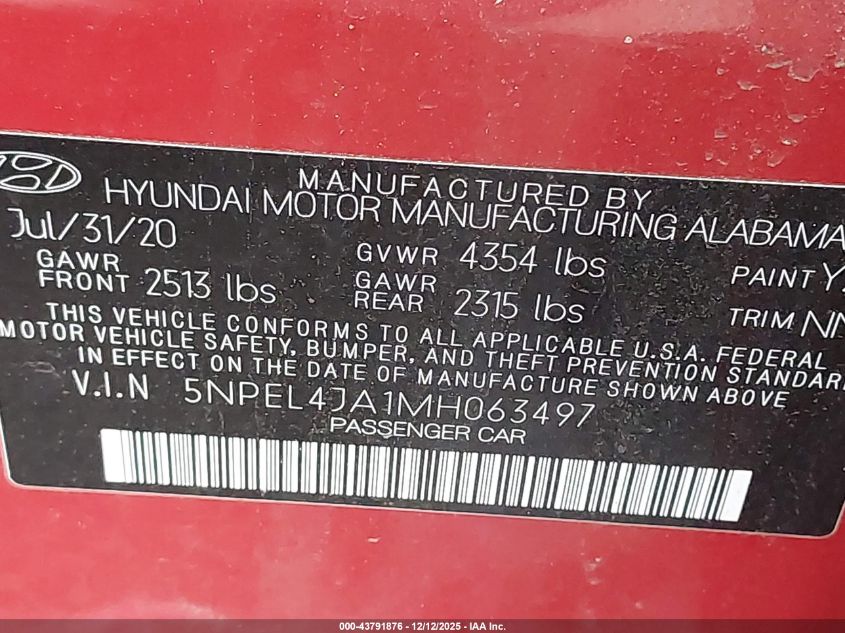 MANUFACTURED BY
HYUNDAI MOTOR MANUFACTURING ALABAMA
Jul/31/20
GAWR FRONT 2513 lbs
GVWR 4354 lbs
GAWR REAR 2315 lbs
PAINT
TRIM
THIS VEHICLE CONFORMS TO ALL APPLICABLE U.S.A. FEDERAL
MOTOR VEHICLE SAFETY, BUMPER, AND THEFT PREVENTION STANDARD
IN EFFECT ON THE DATE OF MANUFACTURE SHOWN ABOVE
V.I.N 5NPEL4JA1MH063497
PASSENGER CAR
000-43791876 - 12/12/2025 - IAA Inc.